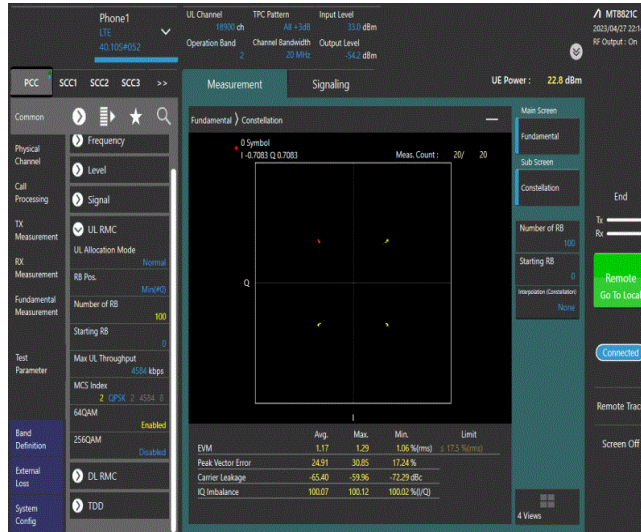 Phone1
LTE
40.10S#052
UL Channel TPC Pattern Input Level
18900 ch All +3dB 33.0 dBm
Operation Band Channel Bandwidth Output Level
2 20 MHz -54.2 dBm
MT8821C
2023/04/27 22:1
RF Output : On
PCC SCC1 SCC2 SCC3 >>
Measurement Signaling
UE Power : 22.8 dBm
Common
Physical
Channel
Call
Processing
TX
Measurement
RX
Measurement
Fundamental
Measurement
Test
Parameter
Band
Definition
External
Loss
System
Config
Frequency
Level
Signal
UL RMC
UL Allocation Mode
Normal
RB Pos.
Min(#0)
Number of RB
100
Starting RB
0
Max UL Throughput
4584 kbps
MCS Index
2 QPSK 2 4584 0
64QAM
Enabled
256QAM
Disabled
DL RMC
TDD
Fundamental > Constellation
0 Symbol
I -0.7083 Q 0.7083 Meas. Count : 20/ 20
Q
I
Avg. Max. Min. Limit
EVM 1.17 1.29 1.06 %(rms) ≤ 17.5 %(rms)
Peak Vector Error 24.91 30.85 17.24 %
Carrier Leakage -65.40 -59.96 -72.29 dBc
IQ Imbalance 100.07 100.12 100.02 %(I/Q)
Main Screen
Fundamental
Sub Screen
Constellation
Number of RB
100
Starting RB
0
Interpolation (Constellation)
None
4 Views
End
Tx
Rx
Remote
Go To Local
Connected
Remote Trac
Screen Off